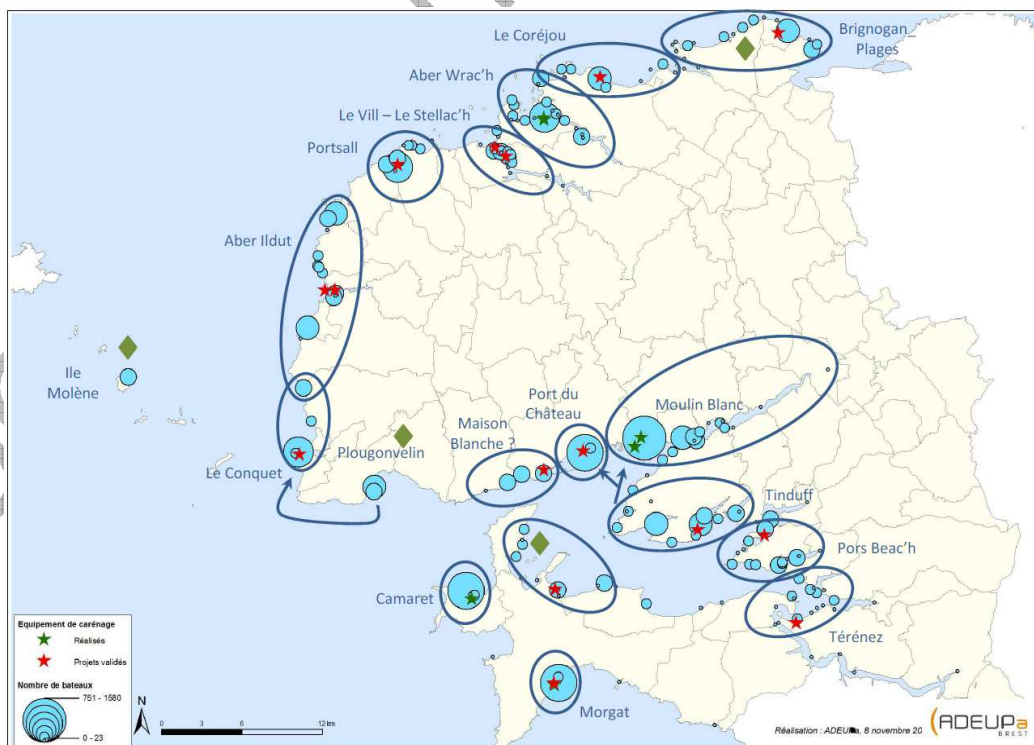 Brignogan_
Plages
Le Coréjou
Aber Wrac'h
Le Vill – Le Stellac'h
Portsall
Aber Ildut
Ile
Molène
Le Conquet
Plougonvelin
Maison
Blanche ?
Port du
Château
Moulin Blanc
Tinduff
Pors Beac'h
Térénez
Camaret
Morgat
Equipement de carénage
Réalisés
Projets validés
Nombre de bateaux
751 - 1580
0 - 23
N
0 3 6 12 km
Réalisation : ADEUPa, 8 novembre 20
ADEUPa
BREST